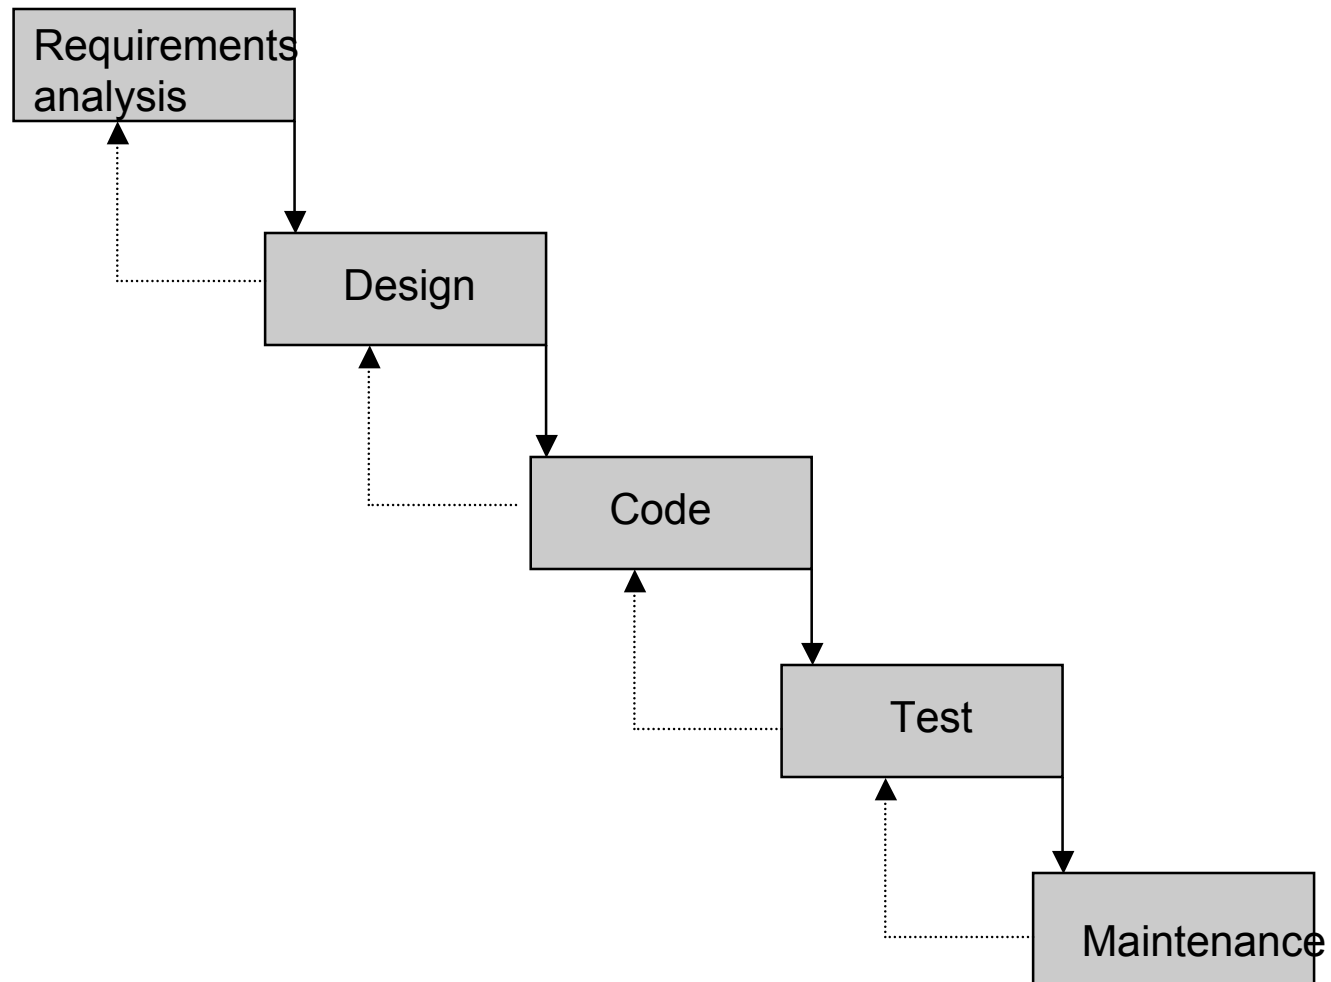 Requirements
analysis
Design
Code
Test
Maintenance